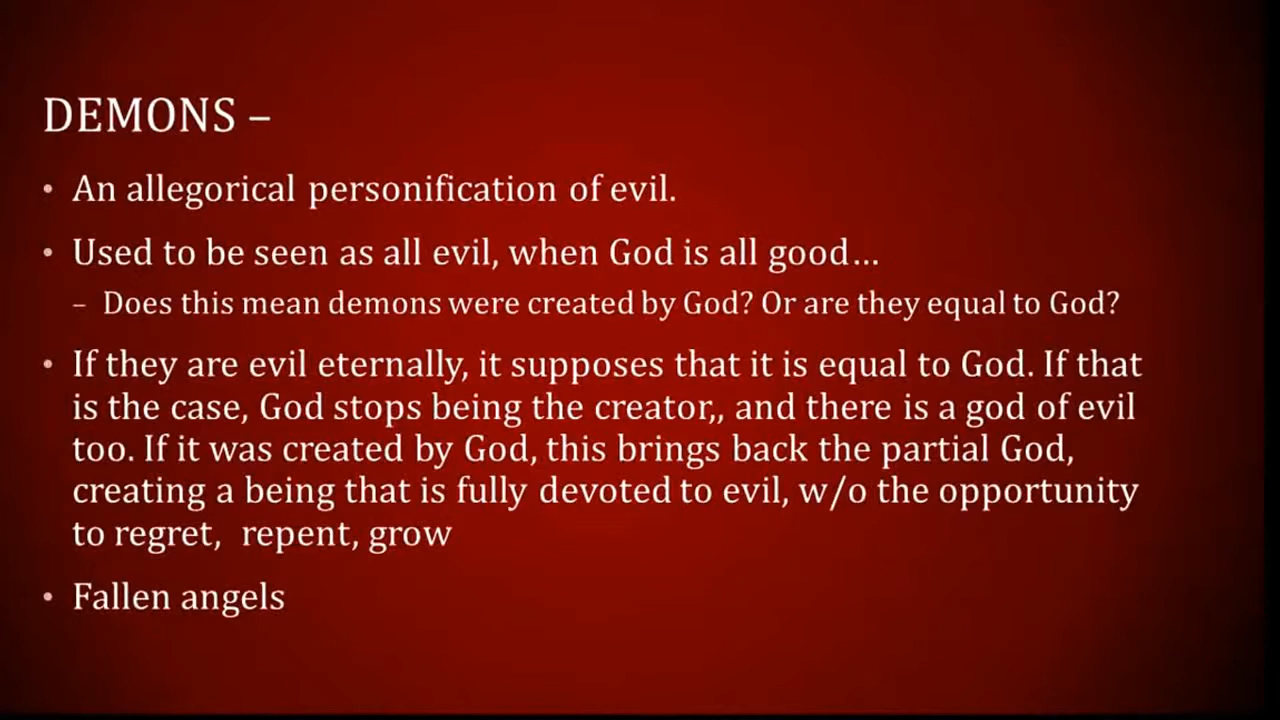 DEMONS –
• An allegorical personification of evil.
• Used to be seen as all evil, when God is all good…
– Does this mean demons were created by God? Or are they equal to God?
• If they are evil eternally, it supposes that it is equal to God. If that
is the case, God stops being the creator,, and there is a god of evil
too. If it was created by God, this brings back the partial God,
creating a being that is fully devoted to evil, w/o the opportunity
to regret,  repent, grow
• Fallen angels